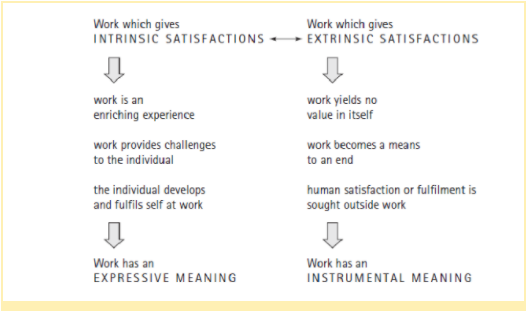 Work which gives
INTRINSIC SATISFACTIONS
work is an
enriching experience
work provides challenges
to the individual
the individual develops
and fulfils self at work
Work has an
EXPRESSIVE MEANING
Work which gives
EXTRINSIC SATISFACTIONS
work yields no
value in itself
work becomes a means
to an end
human satisfaction or fulfilment is
sought outside work
Work has an
INSTRUMENTAL MEANING